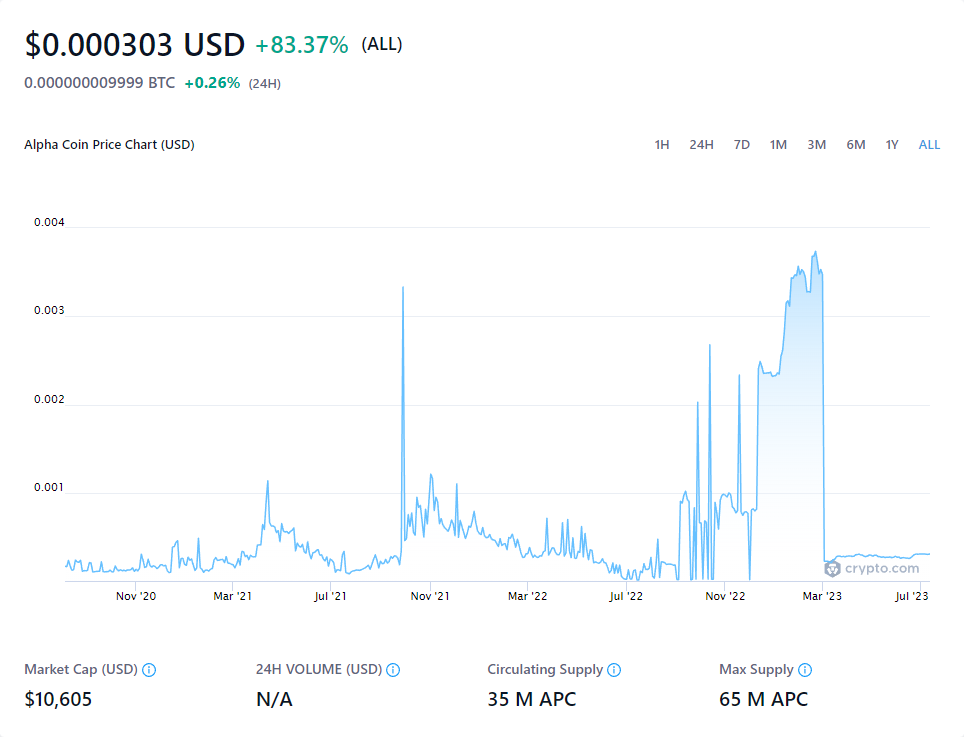 $0.000303 USD +83.37% (ALL)
0.000000009999 BTC +0.26% (24H)
Alpha Coin Price Chart (USD) 1H 24H 7D 1M 3M 6M 1Y ALL
0.004
0.003
0.002
0.001
crypto.com
Nov '20 Mar '21 Jul '21 Nov '21 Mar '22 Jul '22 Nov '22 Mar '23 Jul '23
Market Cap (USD) 24H VOLUME (USD) Circulating Supply Max Supply
$10,605 N/A 35 M APC 65 M APC